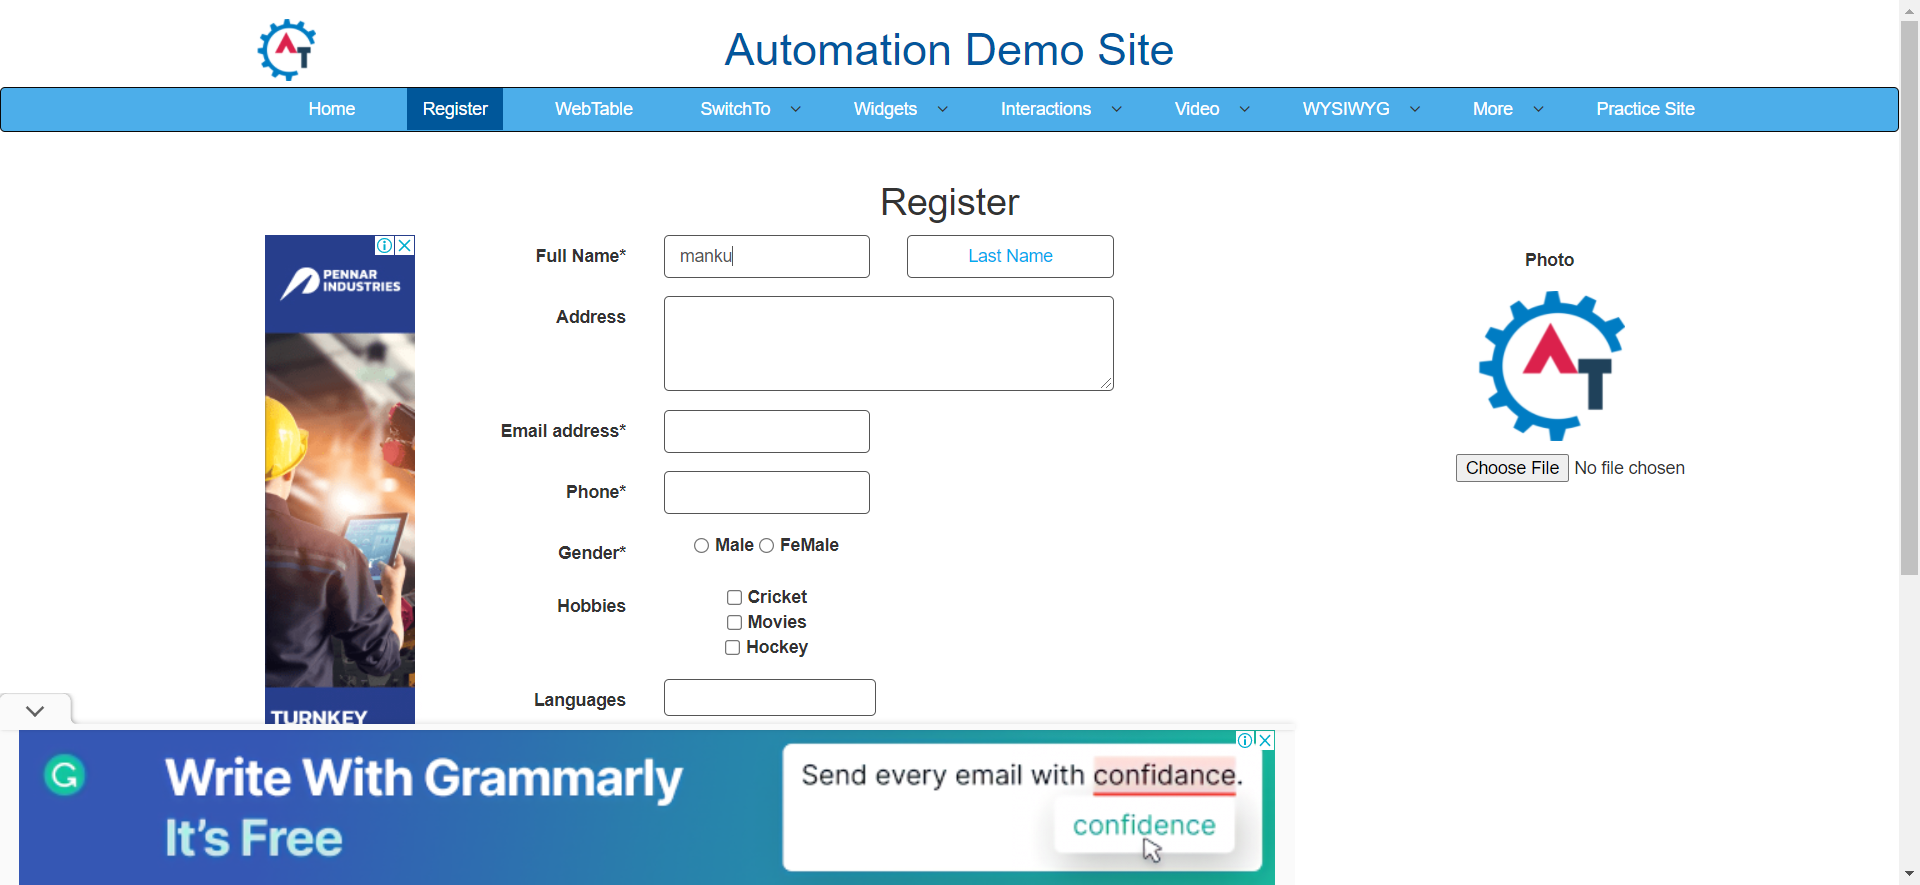 AT
Automation Demo Site
Home Register WebTable SwitchTo Widgets Interactions Video WYSIWYG More Practice Site
Register
PENNAR
INDUSTRIES
TURNKEY
Full Name* manku Last Name
Address
Email address*
Phone*
Gender* Male FeMale
Hobbies Cricket
Movies
Hockey
Languages
Photo
AT
Choose File No file chosen
G
Write With Grammarly
It's Free
Send every email with confidance.
confidence